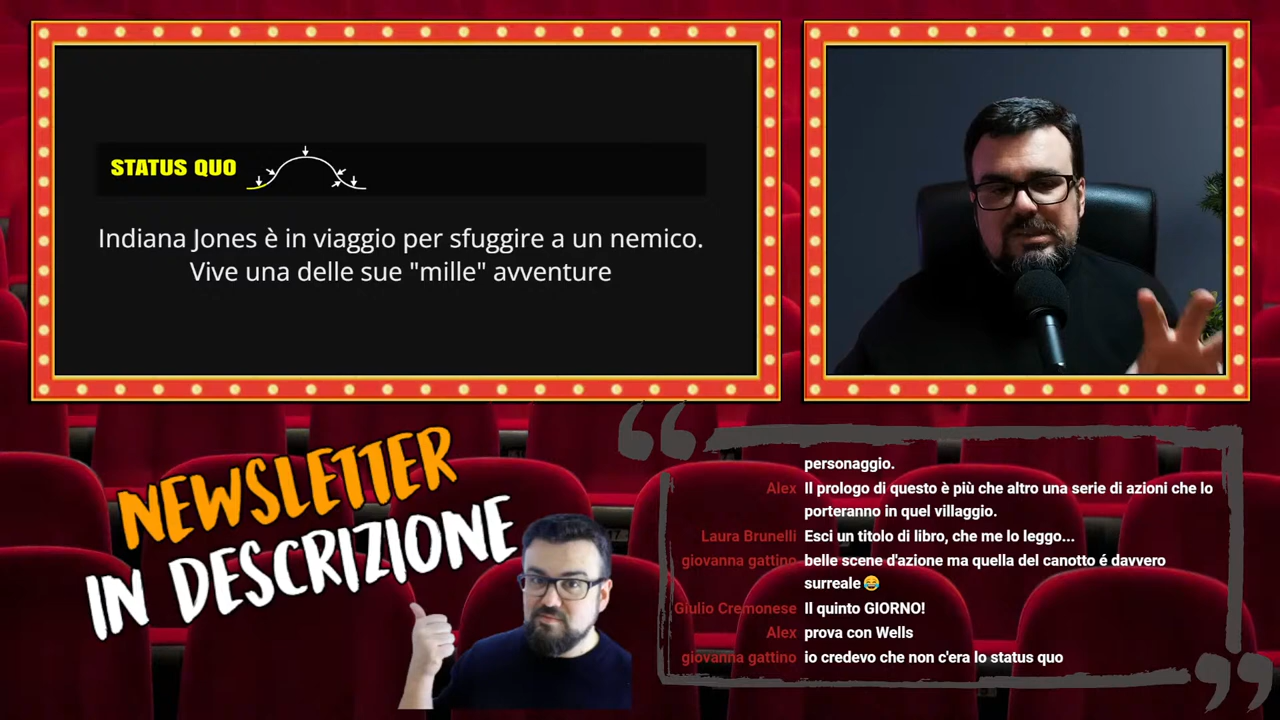 STATUS QUO
Indiana Jones è in viaggio per sfuggire a un nemico.
Vive una delle sue "mille" avventure
NEWSLETTER
IN DESCRIZIONE
personaggio.
Alex Il prologo di questo è più che altro una serie di azioni che lo
porteranno in quel villaggio.
Laura Brunelli Esci un titolo di libro, che me lo leggo...
giovanna gattino belle scene d'azione ma quella del canotto é davvero
surreale😂
Giulio Cremonese Il quinto GIORNO!
Alex prova con Wells
giovanna gattino io credevo che non c'era lo status quo